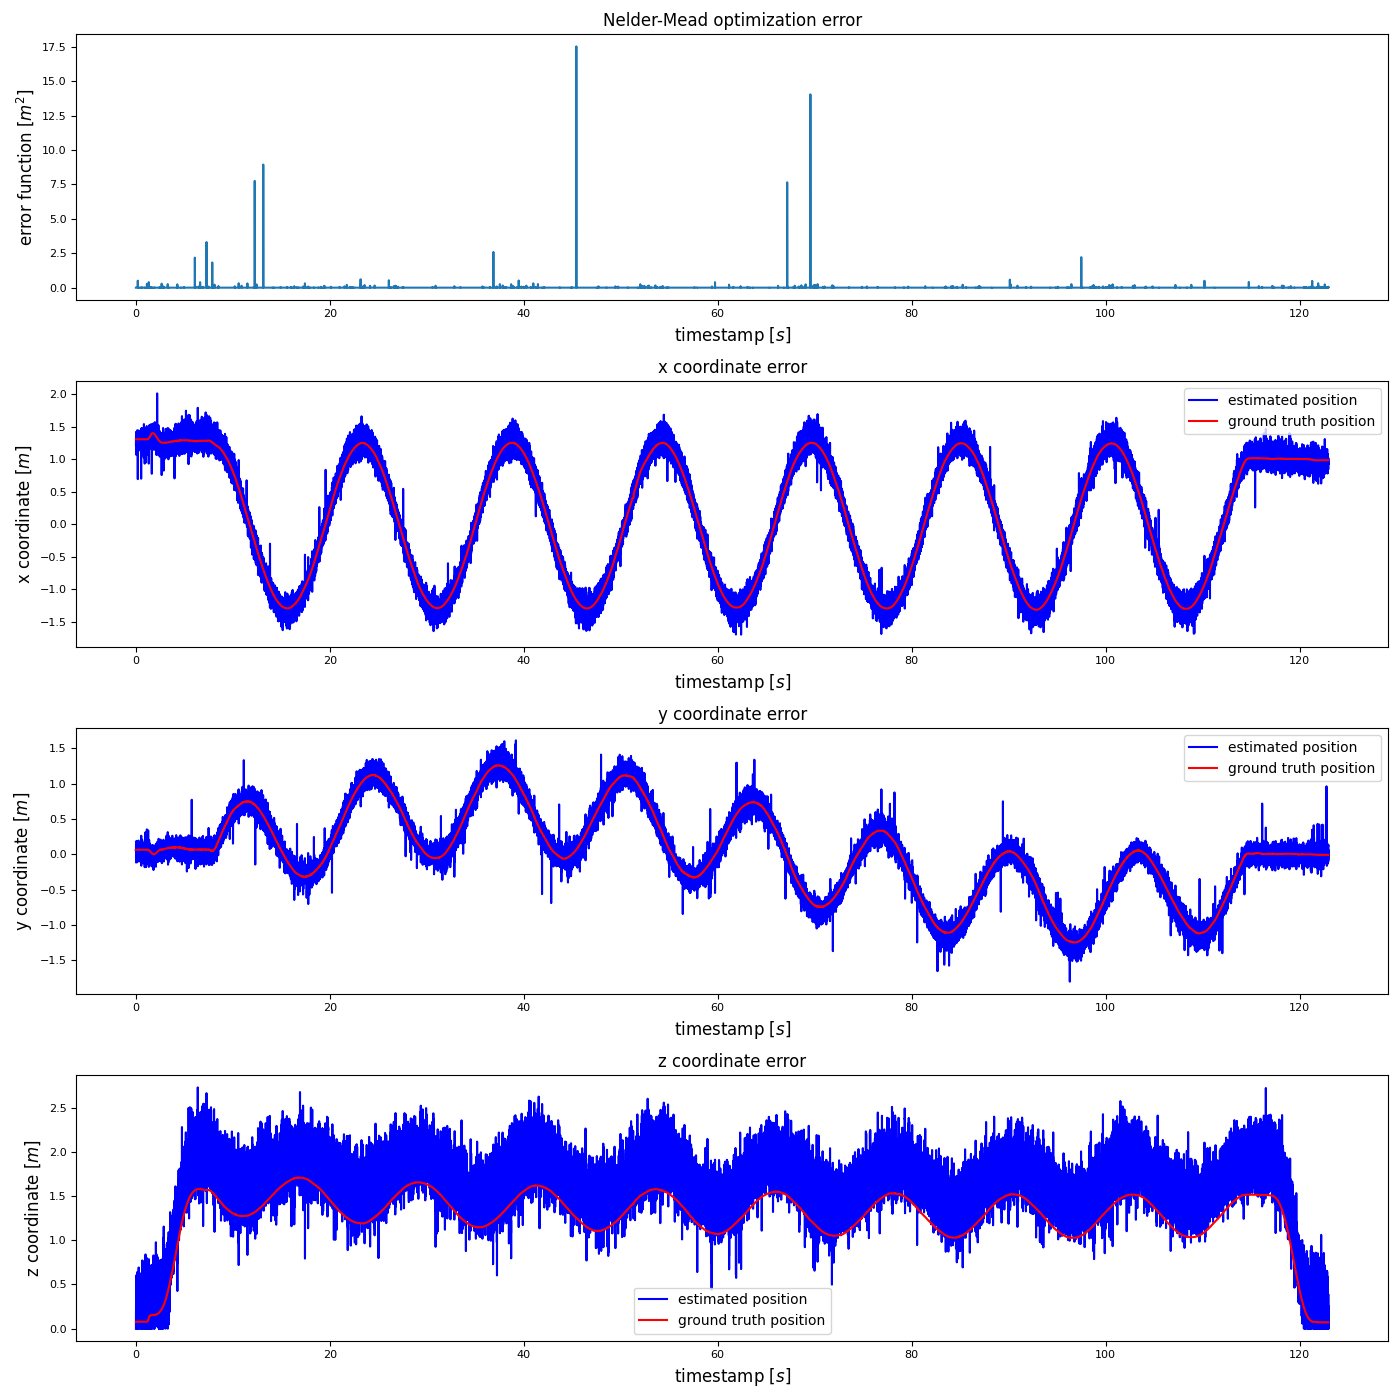 Nelder-Mead optimization error
error function [m²]
17.5
15.0
12.5
10.0
7.5
5.0
2.5
0.0
0 20 40 60 80 100 120
timestamp [s]
x coordinate error
x coordinate [m]
2.0
1.5
1.0
0.5
0.0
−0.5
−1.0
−1.5
estimated position
ground truth position
0 20 40 60 80 100 120
timestamp [s]
y coordinate error
y coordinate [m]
1.5
1.0
0.5
0.0
−0.5
−1.0
−1.5
estimated position
ground truth position
0 20 40 60 80 100 120
timestamp [s]
z coordinate error
z coordinate [m]
2.5
2.0
1.5
1.0
0.5
0.0
estimated position
ground truth position
0 20 40 60 80 100 120
timestamp [s]